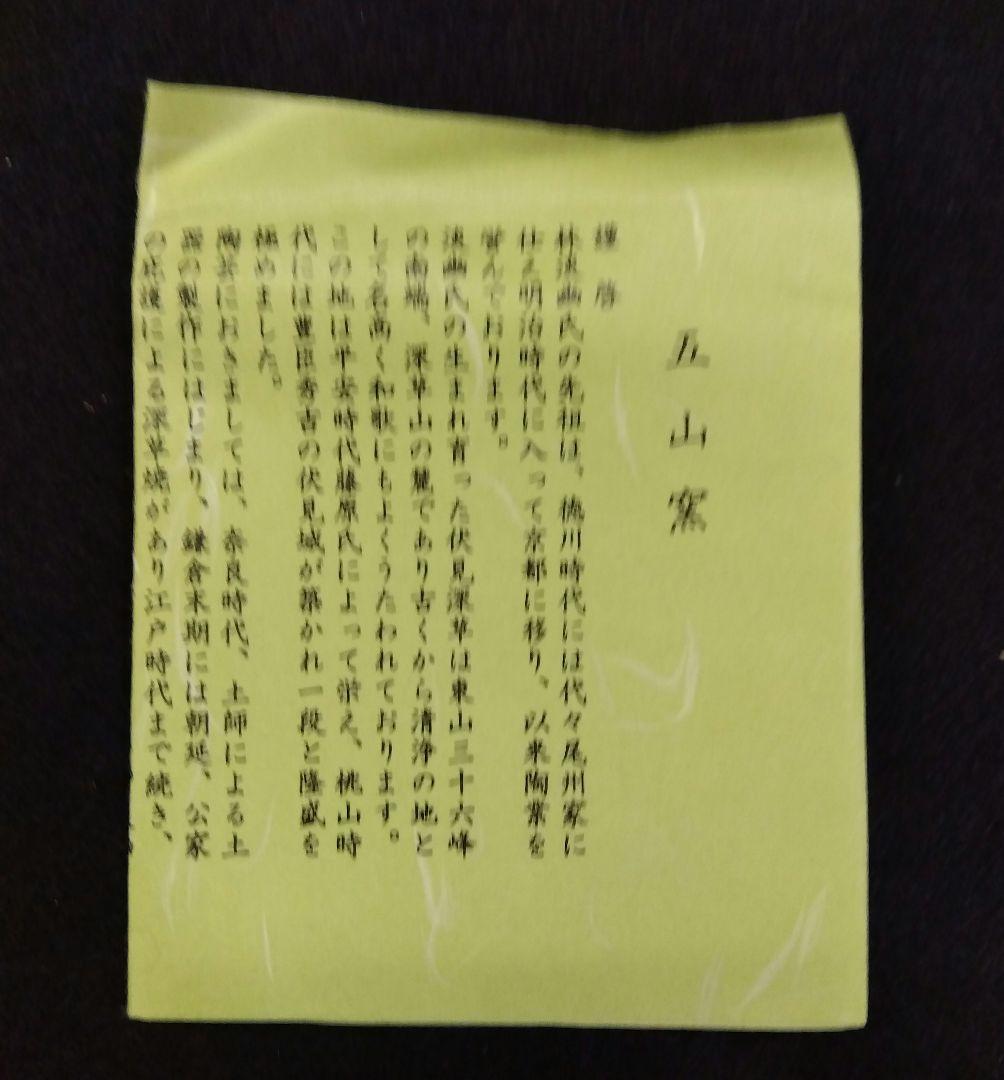 五山窯
謹啓
林淡幽氏の先祖は、徳川時代には代々尾州家に
仕え明治時代に入って京都に移り、以来陶業を
営んでおります。
淡幽氏の生まれ育った伏見深草は東山三十六峰
の南端、深草山の麓であり古くから清浄の地と
して名高く和歌にもよくうたわれております。
この地は平安時代藤原氏によって栄え、桃山時
代には豊臣秀吉の伏見城が築かれ一段と隆盛を
極めました。
陶芸におきましては、奈良時代、土師による土
器の製作にはじまり、鎌倉末期には朝廷、公家
の庇護による深草焼があり江戸時代まで続き、